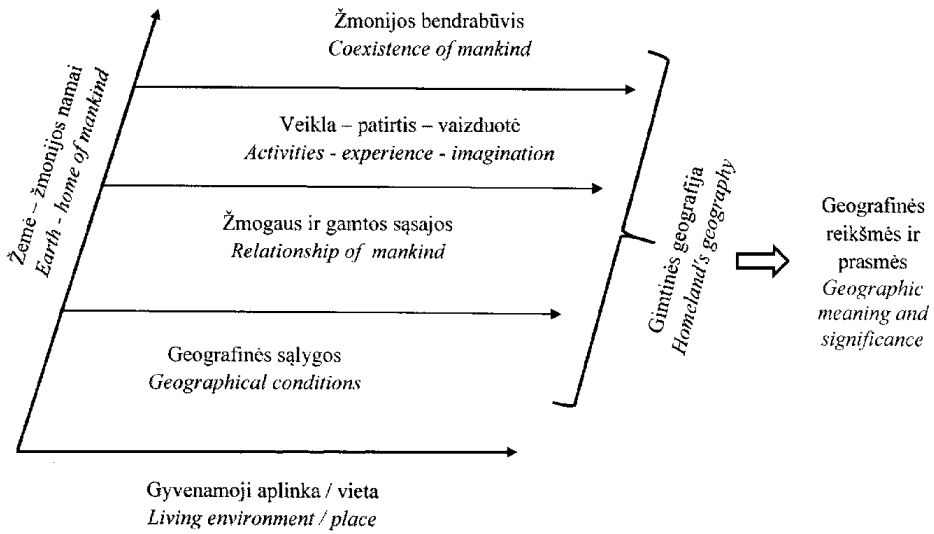 Žmonijos bendrabūvis
Coexistence of mankind
Žemė – žmonijos namai
Earth - home of mankind
Veikla – patirtis – vaizduotė
Activities - experience - imagination
Žmogaus ir gamtos sąsajos
Relationship of mankind
Geografinės sąlygos
Geographical conditions
Gyvenamoji aplinka / vieta
Living environment / place
Gimtinės geografija
Homeland's geography
Geografinės
reikšmės ir
prasmės
Geographic
meaning and
significance